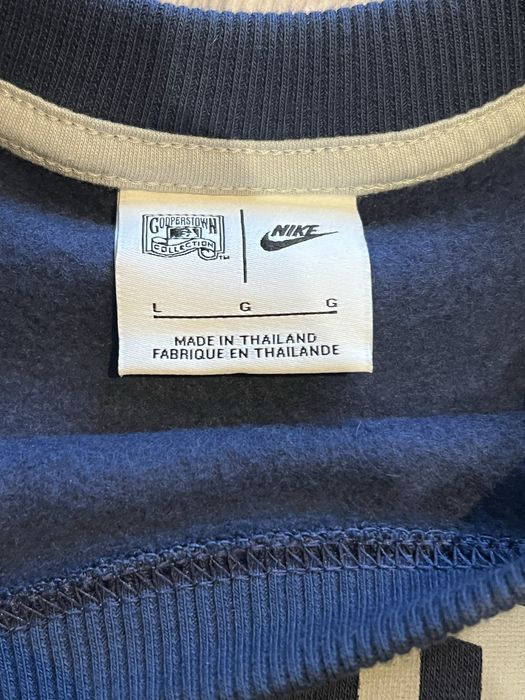 COOPERSTOWN
COLLECTION
TM
NIKE
L G G
MADE IN THAILAND
FABRIQUE EN THAILANDE